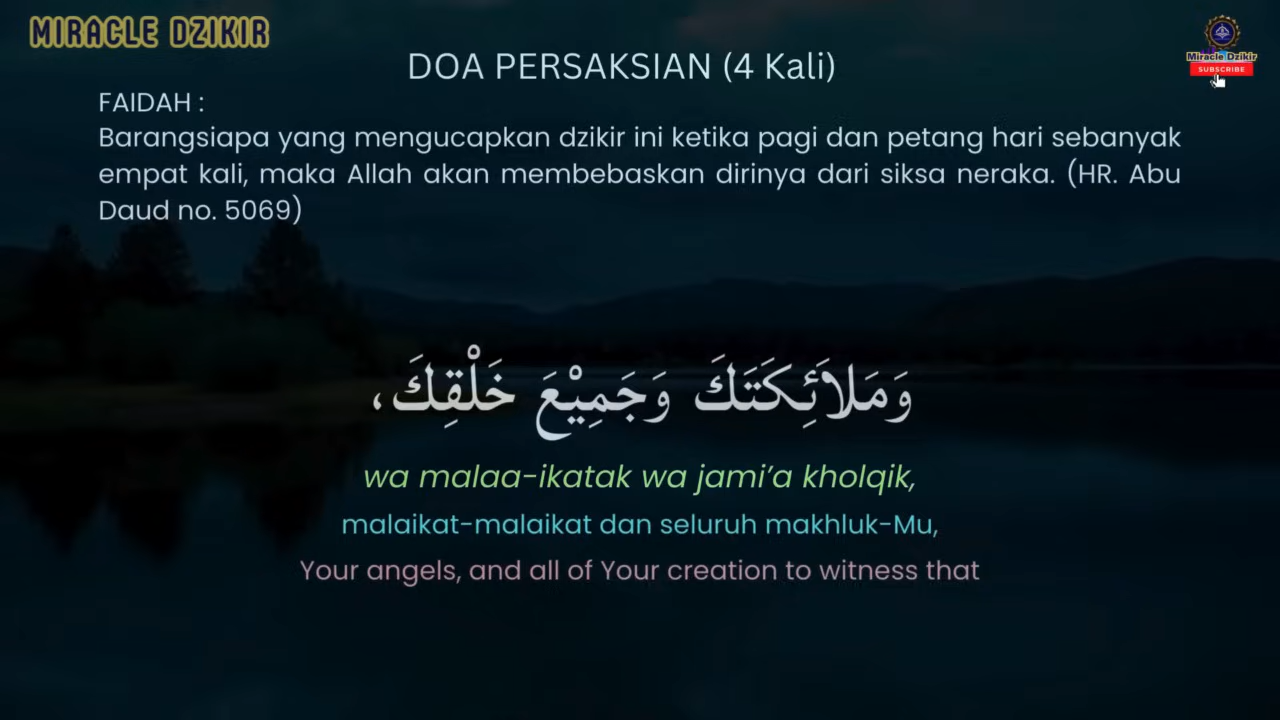 MIRACLE DZIKIR
Miracle Dzikir
SUBSCRIBE
DOA PERSAKSIAN (4 Kali)
FAIDAH :
Barangsiapa yang mengucapkan dzikir ini ketika pagi dan petang hari sebanyak
empat kali, maka Allah akan membebaskan dirinya dari siksa neraka. (HR. Abu
Daud no. 5069)
وَمَلاَئِكَتَكَ وَجَمِيْعَ خَلْقِكَ،
wa malaa-ikatak wa jami’a kholqik,
malaikat-malaikat dan seluruh makhluk-Mu,
Your angels, and all of Your creation to witness that